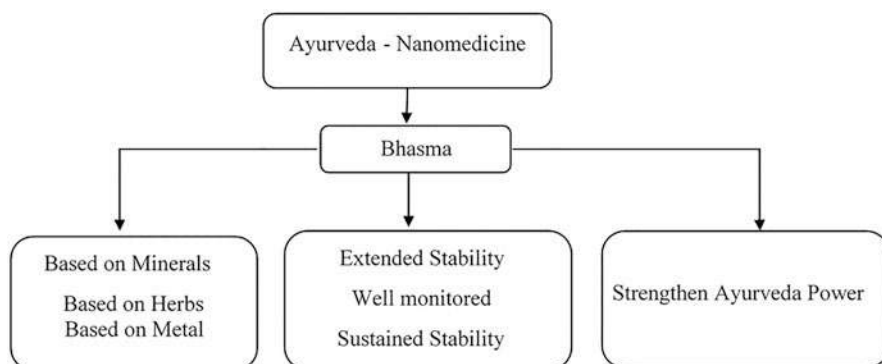 Ayurveda - Nanomedicine
Bhasma
Based on Minerals
Based on Herbs
Based on Metal
Extended Stability
Well monitored
Sustained Stability
Strengthen Ayurveda Power